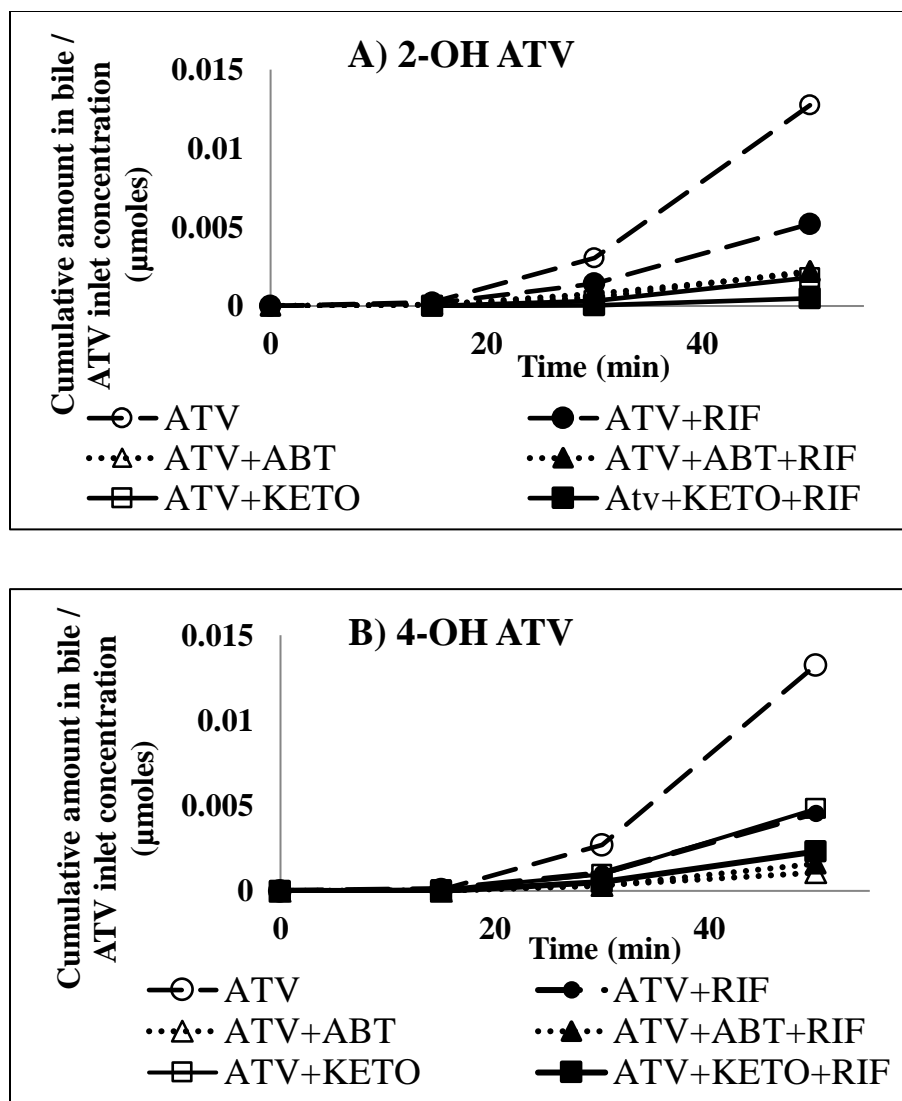 A) 2-OH ATV
Cumulative amount in bile /
ATV inlet concentration
(µmoles)
0.015
0.01
0.005
0
0 20 40
Time (min)
ATV ATV+RIF
ATV+ABT ATV+ABT+RIF
ATV+KETO Atv+KETO+RIF
B) 4-OH ATV
Cumulative amount in bile /
ATV inlet concentration
(µmoles)
0.015
0.01
0.005
0
0 20 40
Time (min)
ATV ATV+RIF
ATV+ABT ATV+ABT+RIF
ATV+KETO ATV+KETO+RIF